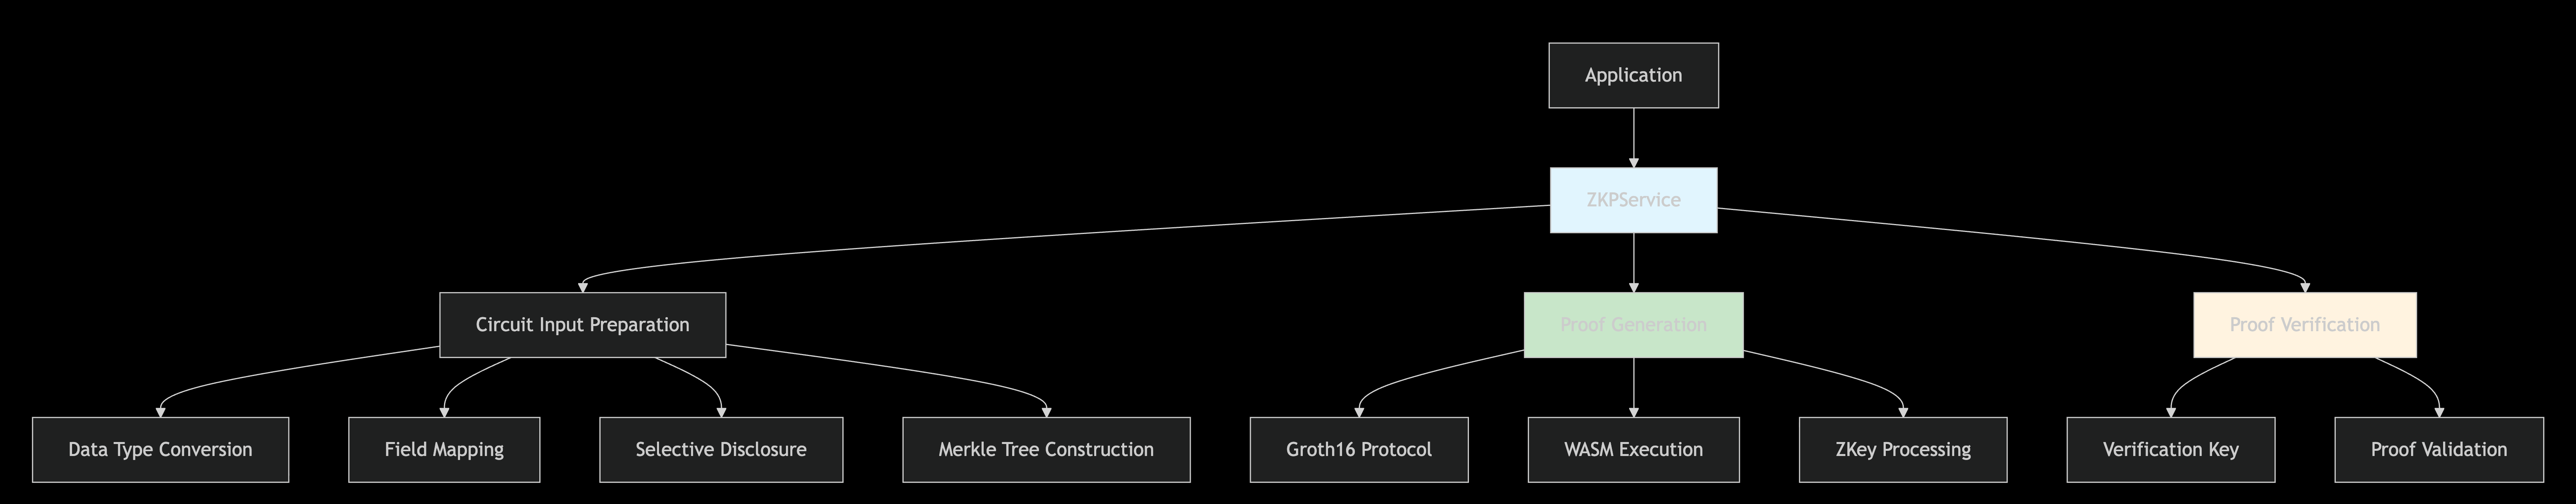 Application
ZKPService
Circuit Input Preparation
Proof Generation
Proof Verification
Data Type Conversion
Field Mapping
Selective Disclosure
Merkle Tree Construction
Groth16 Protocol
WASM Execution
ZKey Processing
Verification Key
Proof Validation